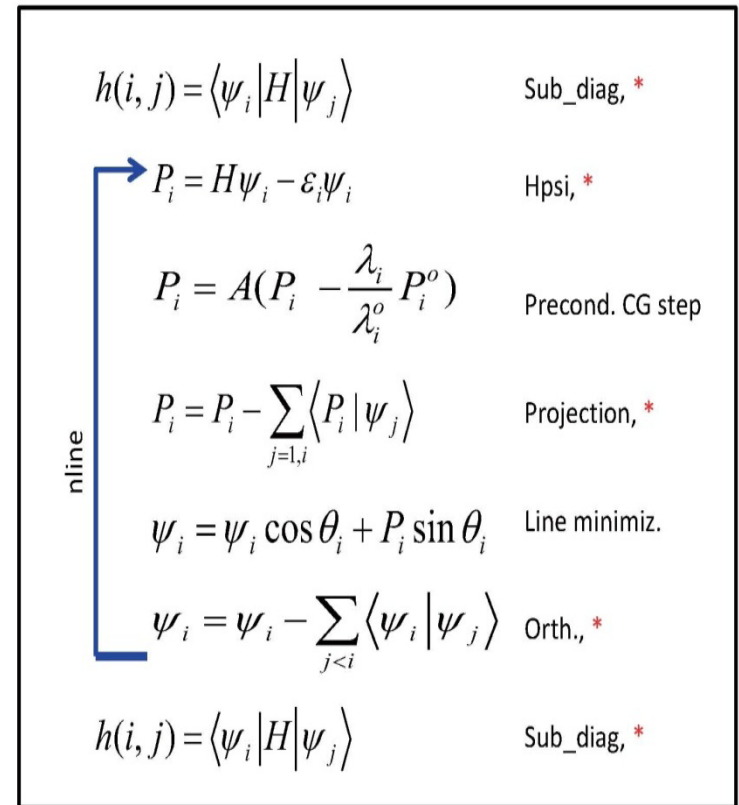 h(i, j) = ⟨ψ_i|H|ψ_j⟩ Sub_diag, *
P_i = Hψ_i − ε_iψ_i Hpsi, *
P_i = A(P_i − λ_i/λ_i^o P_i^o) Precond. CG step
P_i = P_i − ∑_{j=1,i} ⟨P_i | ψ_j⟩ Projection, *
nline
ψ_i = ψ_i cos θ_i + P_i sin θ_i Line minimiz.
ψ_i = ψ_i − ∑_{j<i} ⟨ψ_i|ψ_j⟩ Orth., *
h(i, j) = ⟨ψ_i|H|ψ_j⟩ Sub_diag, *